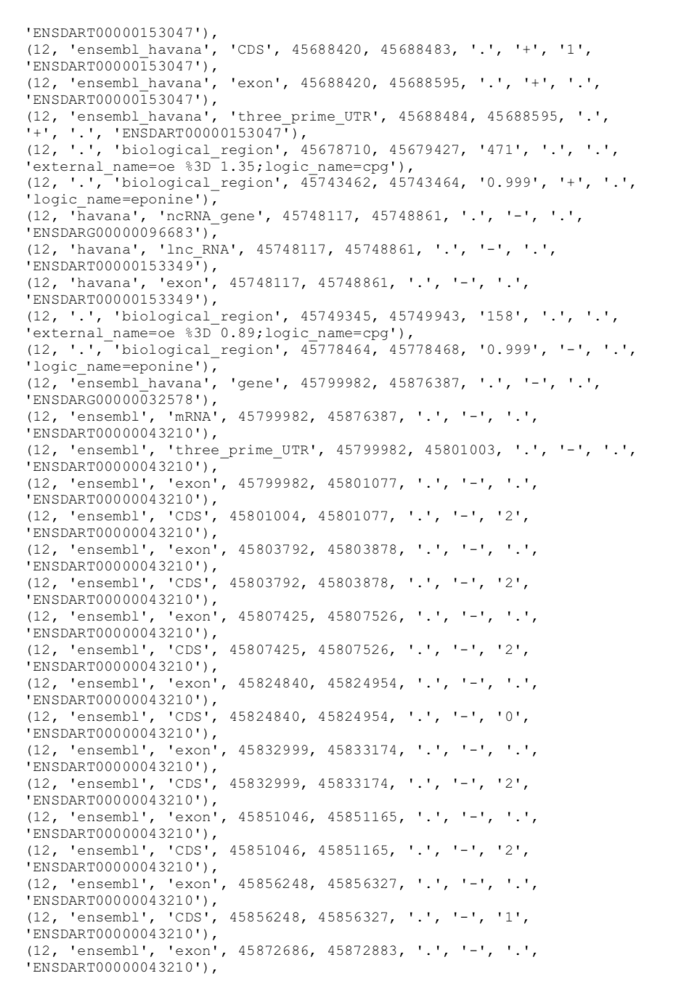 'ENSDART00000153047'),
(12, 'ensembl_havana', 'CDS', 45688420, 45688483, '.', '+', '1',
'ENSDART00000153047'),
(12, 'ensembl_havana', 'exon', 45688420, 45688595, '.', '+', '.',
'ENSDART00000153047'),
(12, 'ensembl_havana', 'three_prime_UTR', 45688484, 45688595, '.',
'+', '.', 'ENSDART00000153047'),
(12, '.', 'biological_region', 45678710, 45679427, '471', '.', '.',
'external_name=oe %3D 1.35;logic_name=cpg'),
(12, '.', 'biological_region', 45743462, 45743464, '0.999', '+', '.',
'logic_name=eponine'),
(12, 'havana', 'ncRNA_gene', 45748117, 45748861, '.', '-', '.',
'ENSDARG00000096683'),
(12, 'havana', 'lnc_RNA', 45748117, 45748861, '.', '-', '.',
'ENSDART00000153349'),
(12, 'havana', 'exon', 45748117, 45748861, '.', '-', '.',
'ENSDART00000153349'),
(12, '.', 'biological_region', 45749345, 45749943, '158', '.', '.',
'external_name=oe %3D 0.89;logic_name=cpg'),
(12, '.', 'biological_region', 45778464, 45778468, '0.999', '-', '.',
'logic_name=eponine'),
(12, 'ensembl_havana', 'gene', 45799982, 45876387, '.', '-', '.',
'ENSDARG00000032578'),
(12, 'ensembl', 'mRNA', 45799982, 45876387, '.', '-', '.',
'ENSDART00000043210'),
(12, 'ensembl', 'three_prime_UTR', 45799982, 45801003, '.', '-', '.',
'ENSDART00000043210'),
(12, 'ensembl', 'exon', 45799982, 45801077, '.', '-', '.',
'ENSDART00000043210'),
(12, 'ensembl', 'CDS', 45801004, 45801077, '.', '-', '2',
'ENSDART00000043210'),
(12, 'ensembl', 'exon', 45803792, 45803878, '.', '-', '.',
'ENSDART00000043210'),
(12, 'ensembl', 'CDS', 45803792, 45803878, '.', '-', '2',
'ENSDART00000043210'),
(12, 'ensembl', 'exon', 45807425, 45807526, '.', '-', '.',
'ENSDART00000043210'),
(12, 'ensembl', 'CDS', 45807425, 45807526, '.', '-', '2',
'ENSDART00000043210'),
(12, 'ensembl', 'exon', 45824840, 45824954, '.', '-', '.',
'ENSDART00000043210'),
(12, 'ensembl', 'CDS', 45824840, 45824954, '.', '-', '0',
'ENSDART00000043210'),
(12, 'ensembl', 'exon', 45832999, 45833174, '.', '-', '.',
'ENSDART00000043210'),
(12, 'ensembl', 'CDS', 45832999, 45833174, '.', '-', '2',
'ENSDART00000043210'),
(12, 'ensembl', 'exon', 45851046, 45851165, '.', '-', '.',
'ENSDART00000043210'),
(12, 'ensembl', 'CDS', 45851046, 45851165, '.', '-', '2',
'ENSDART00000043210'),
(12, 'ensembl', 'exon', 45856248, 45856327, '.', '-', '.',
'ENSDART00000043210'),
(12, 'ensembl', 'CDS', 45856248, 45856327, '.', '-', '1',
'ENSDART00000043210'),
(12, 'ensembl', 'exon', 45872686, 45872883, '.', '-', '.',
'ENSDART00000043210'),